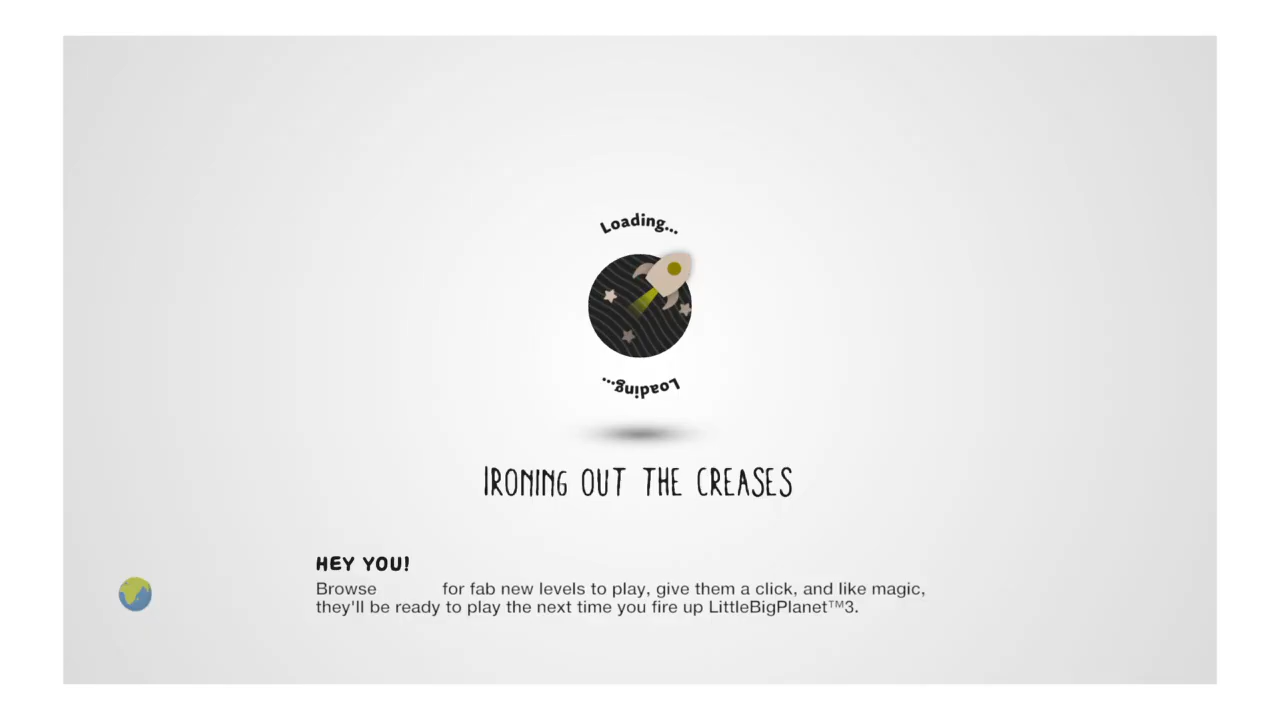 Loading...
Loading...
IRONING OUT THE CREASES
HEY YOU!
Browse for fab new levels to play, give them a click, and like magic,
they'll be ready to play the next time you fire up LittleBigPlanet™3.